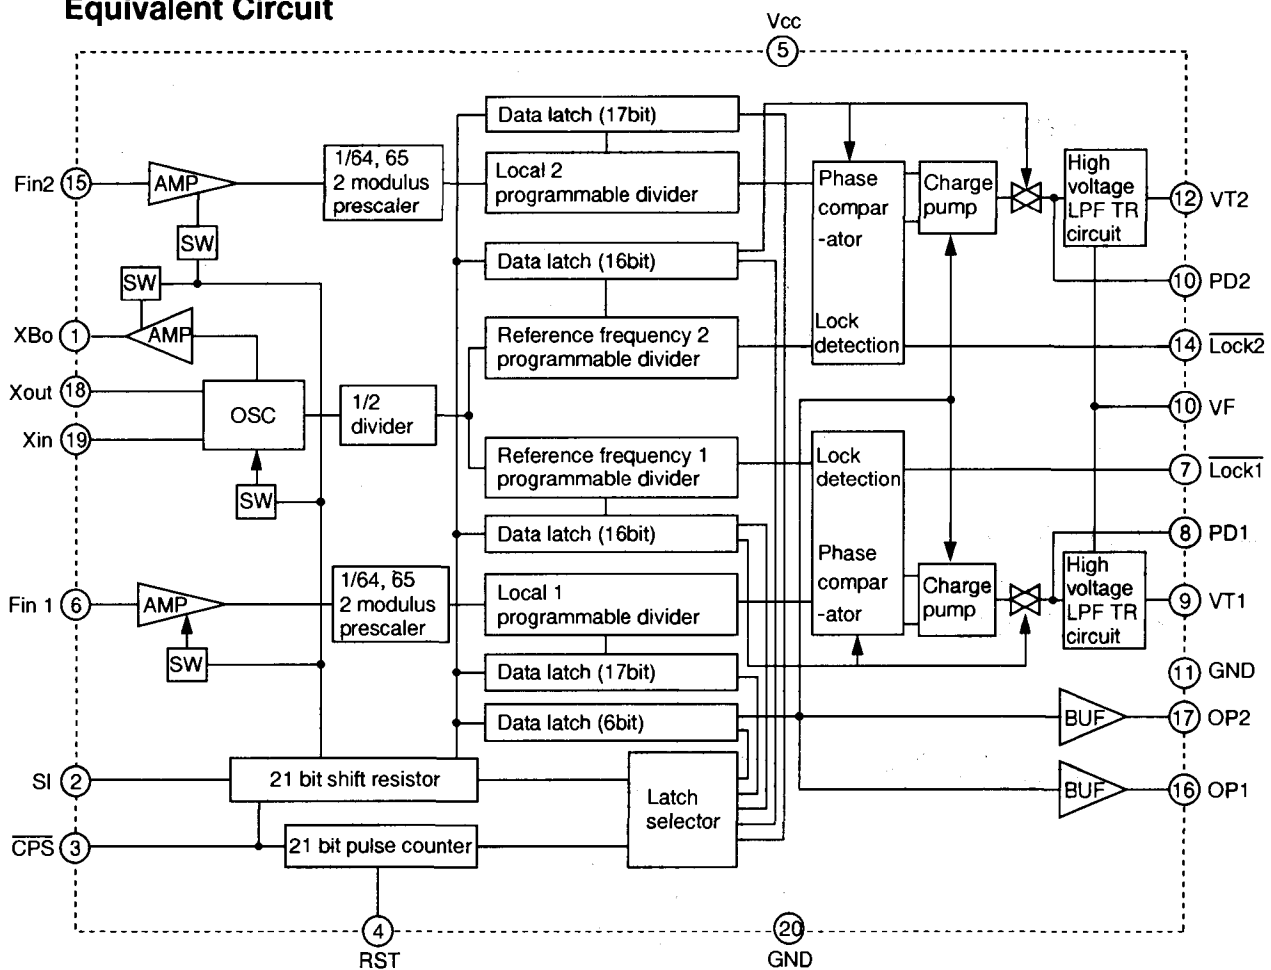 Equivalent Circuit
Vcc
5
Data latch (17bit)
1/64, 65
2 modulus
prescaler
Local 2
programmable divider
Fin2 15
AMP
Phase
compar
-ator
Charge
pump
High
voltage
LPF TR
circuit
12 VT2
SW
Data latch (16bit)
SW
10 PD2
XBo 1
AMP
Reference frequency 2
programmable divider
Lock
detection
14 Lock2
Xout 18
OSC
1/2
divider
10 VF
Xin 19
Reference frequency 1
programmable divider
Lock
detection
7 Lock1
SW
Data latch (16bit)
8 PD1
Phase
compar
-ator
Charge
pump
High
voltage
LPF TR
circuit
9 VT1
Fin 1 6
AMP
1/64, 65
2 modulus
prescaler
Local 1
programmable divider
SW
Data latch (17bit)
11 GND
Data latch (6bit)
BUF
17 OP2
SI 2
21 bit shift resistor
Latch
selector
BUF
16 OP1
CPS 3
21 bit pulse counter
4
RST
20
GND